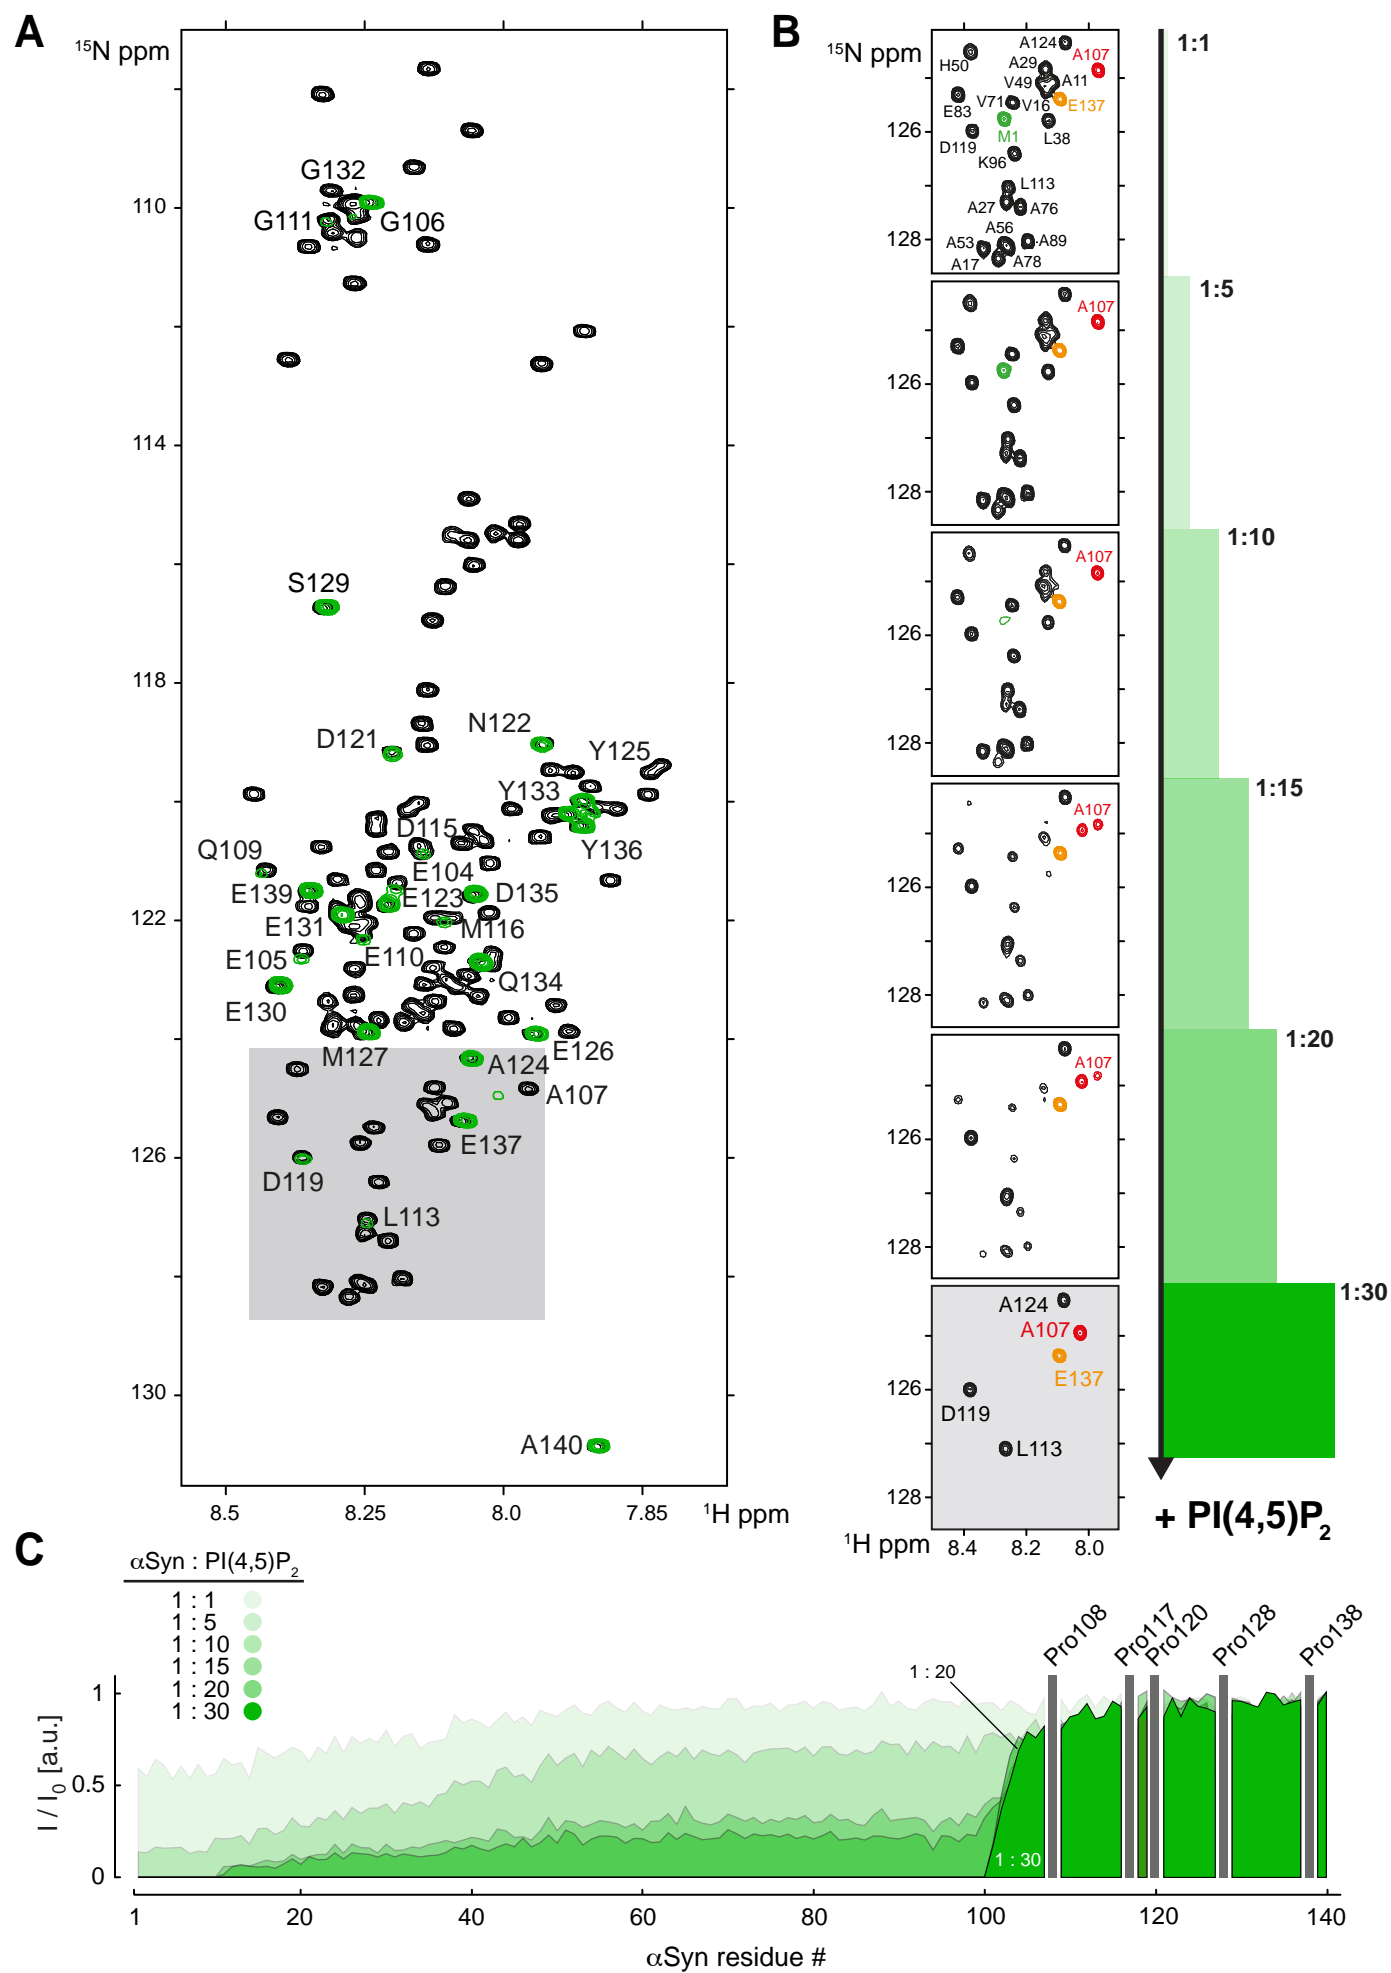 A
15N ppm
G132
G111
G106
110
114
S129
118
D121
N122
Y125
Y133
D115
Y136
Q109
E104
E139
E123
D135
122
E131
M116
E105
E110
Q134
E130
M127
E126
A124
A107
E137
126
D119
L113
130
A140
8.5
8.25
8.0
7.85
1H ppm
B
15N ppm
A124
H50
A29
A107
V49
A11
E83
V71
V16
E137
126
M1
D119
L38
K96
L113
A27
A76
A56
A53
A89
128
A17
A78
A107
126
128
A107
126
128
A107
126
128
A107
126
128
A124
A107
E137
126
D119
L113
128
1H ppm
8.4
8.2
8.0
1:1
1:5
1:10
1:15
1:20
1:30
+ PI(4,5)P2
C
αSyn : PI(4,5)P2
1 : 1
1 : 5
1 : 10
1 : 15
1 : 20
1 : 30
Pro108
Pro117
Pro120
Pro128
Pro138
1 : 20
1 : 30
1
0.5
0
I / I0 [a.u.]
1
20
40
60
80
100
120
140
αSyn residue #